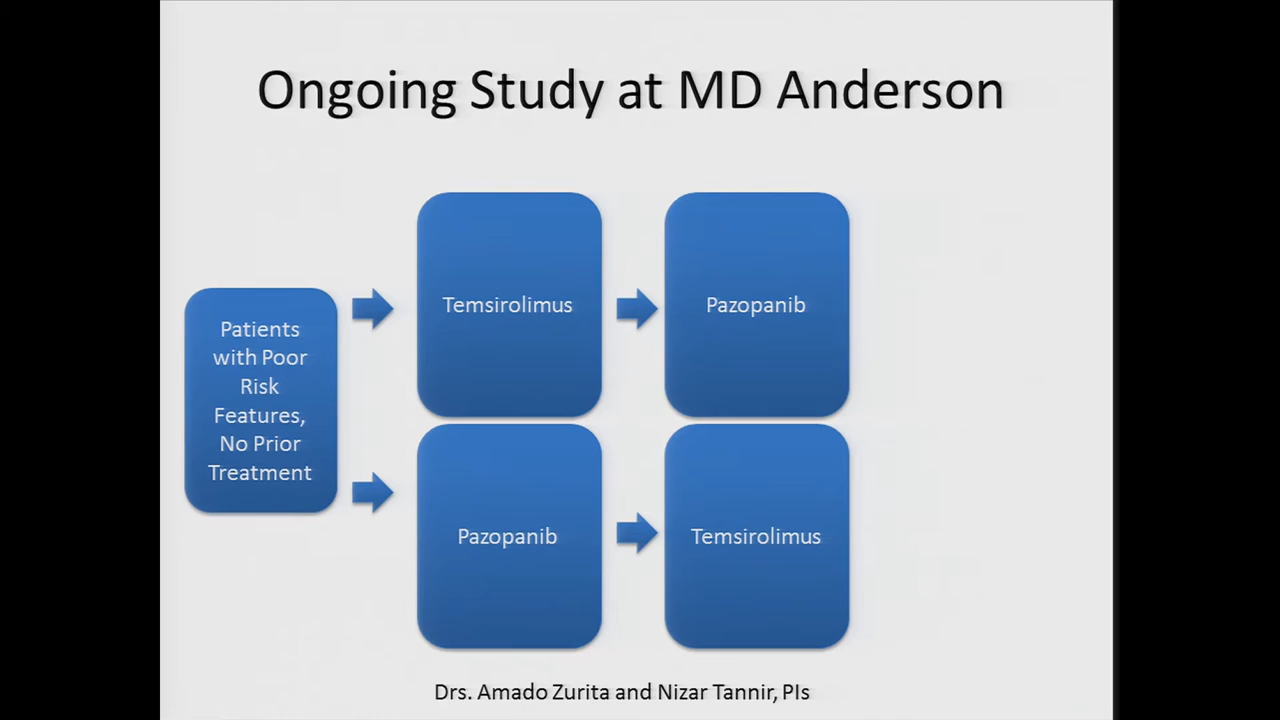 Ongoing Study at MD Anderson
Patients
with Poor
Risk
Features,
No Prior
Treatment
Temsirolimus
Pazopanib
Pazopanib
Temsirolimus
Drs. Amado Zurita and Nizar Tannir, PIs